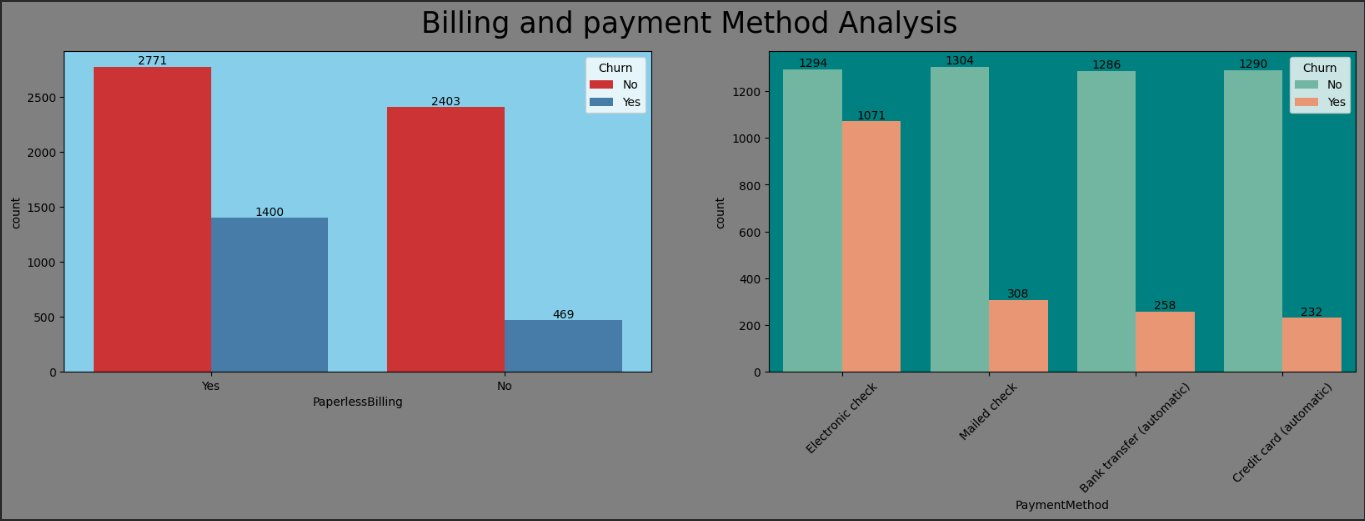 Billing and payment Method Analysis
2771
1400
2403
469
Churn
No
Yes
2500
2000
1500
1000
500
0
count
Yes
No
PaperlessBilling
1294
1071
1304
308
1286
258
1290
232
Churn
No
Yes
1200
1000
800
600
400
200
0
count
Electronic check
Mailed check
Bank transfer (automatic)
Credit card (automatic)
PaymentMethod